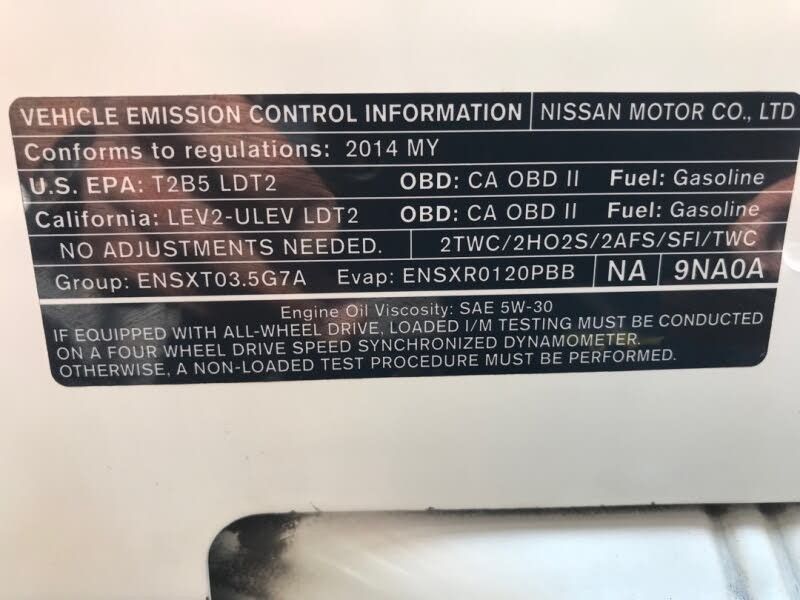 VEHICLE EMISSION CONTROL INFORMATION NISSAN MOTOR CO., LTD
Conforms to regulations: 2014 MY
U.S. EPA: T2B5 LDT2 OBD: CA OBD II Fuel: Gasoline
California: LEV2-ULEV LDT2 OBD: CA OBD II Fuel: Gasoline
NO ADJUSTMENTS NEEDED. 2TWC/2HO2S/2AFS/SFI/TWC
Group: ENSXT03.5G7A Evap: ENSXR0120PBB NA 9NA0A
Engine Oil Viscosity: SAE 5W-30
IF EQUIPPED WITH ALL-WHEEL DRIVE, LOADED I/M TESTING MUST BE CONDUCTED
ON A FOUR WHEEL DRIVE SPEED SYNCHRONIZED DYNAMOMETER.
OTHERWISE, A NON-LOADED TEST PROCEDURE MUST BE PERFORMED.